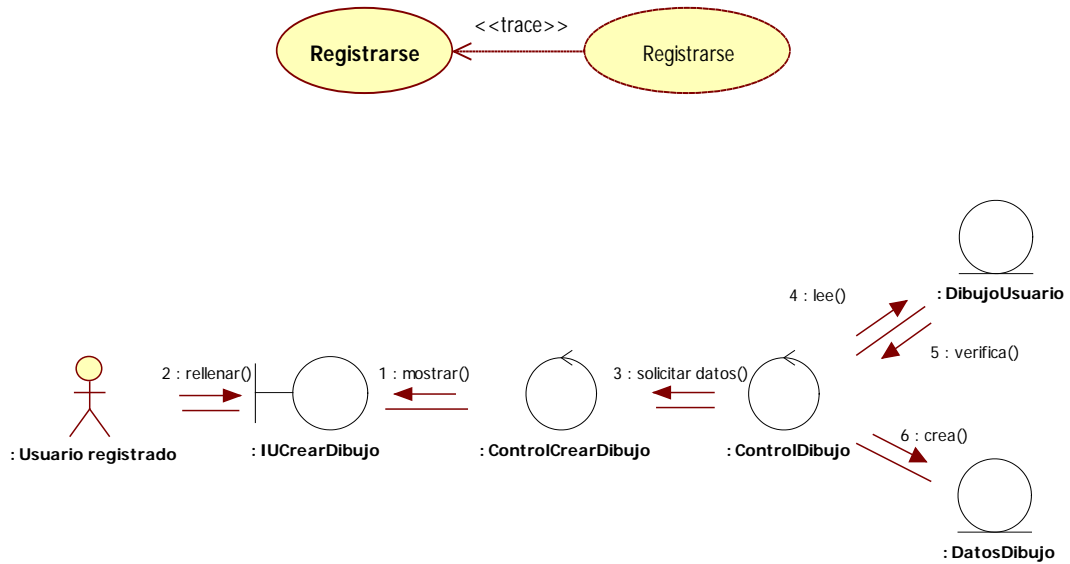 <<trace>>
Registrarse
Registrarse
4 : lee()
: DibujoUsuario
5 : verifica()
2 : rellenar()
1 : mostrar()
3 : solicitar datos()
: Usuario registrado
: IUCrearDibujo
: ControlCrearDibujo
: ControlDibujo
6 : crea()
: DatosDibujo